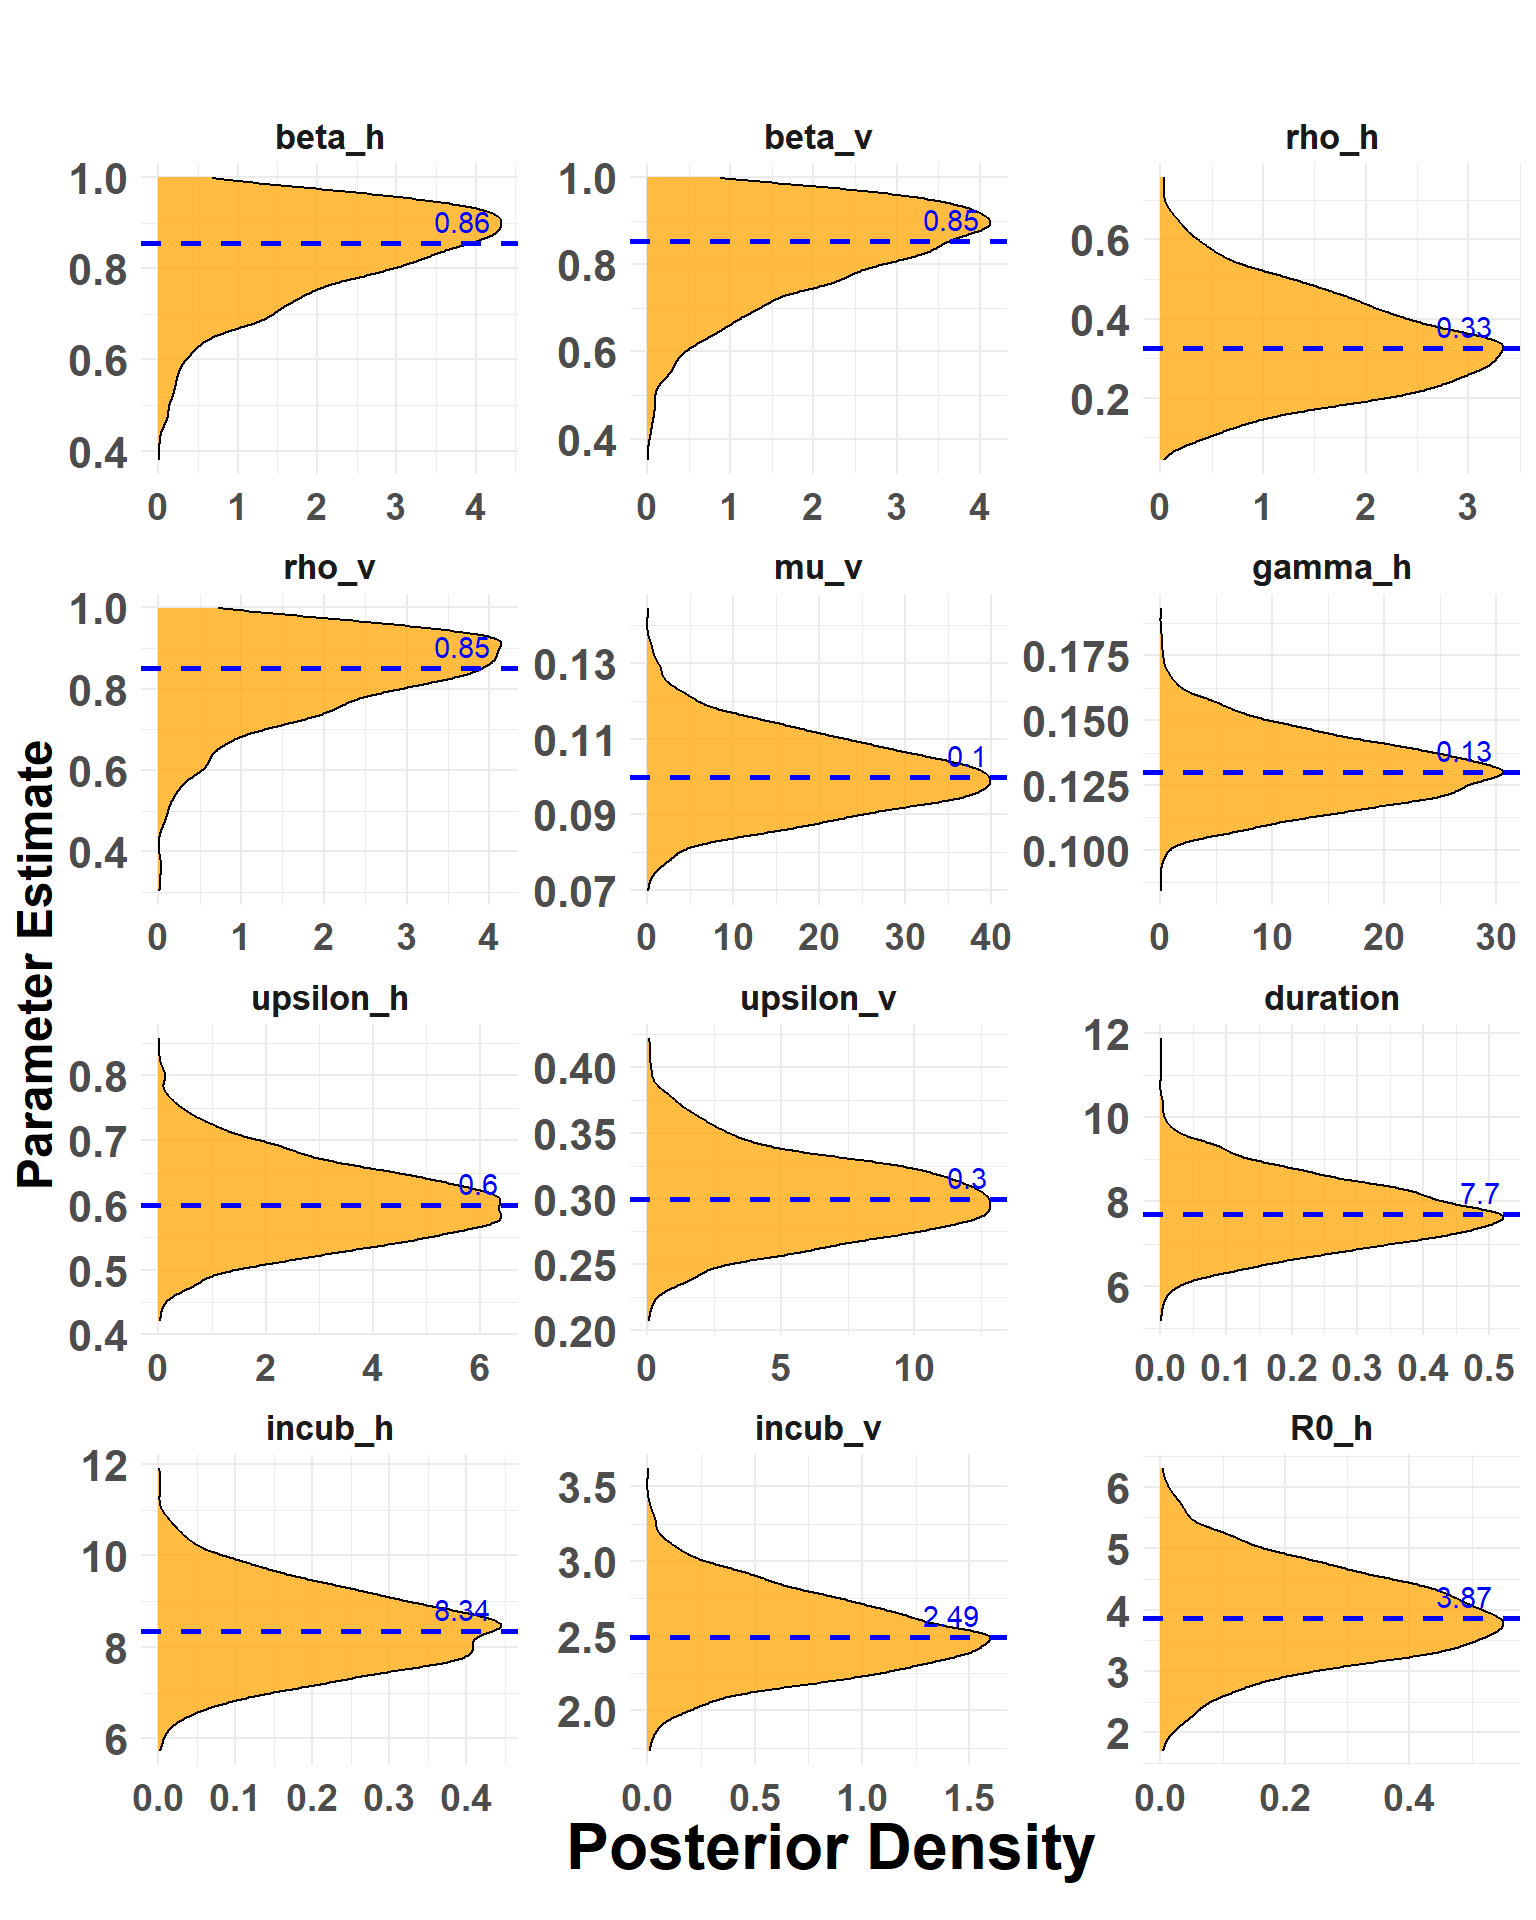 beta_h
beta_v
rho_h
1.0
0.8
0.6
0.4
0.86
0 1 2 3 4
1.0
0.8
0.6
0.4
0.85
0 1 2 3 4
0.6
0.4
0.2
0.33
0 1 2 3
rho_v
mu_v
gamma_h
1.0
0.8
0.6
0.4
0.85
0 1 2 3 4
0.13
0.11
0.09
0.07
0.1
0 10 20 30 40
0.175
0.150
0.125
0.100
0.13
0 10 20 30
Parameter Estimate
upsilon_h
upsilon_v
duration
0.8
0.7
0.6
0.5
0.4
0.6
0 2 4 6
0.40
0.35
0.30
0.25
0.20
0.3
0 5 10
12
10
8
6
7.7
0.0 0.1 0.2 0.3 0.4 0.5
incub_h
incub_v
R0_h
12
10
8
6
8.34
0.0 0.1 0.2 0.3 0.4
3.5
3.0
2.5
2.0
2.49
0.0 0.5 1.0 1.5
6
5
4
3
2
3.87
0.0 0.2 0.4
Posterior Density